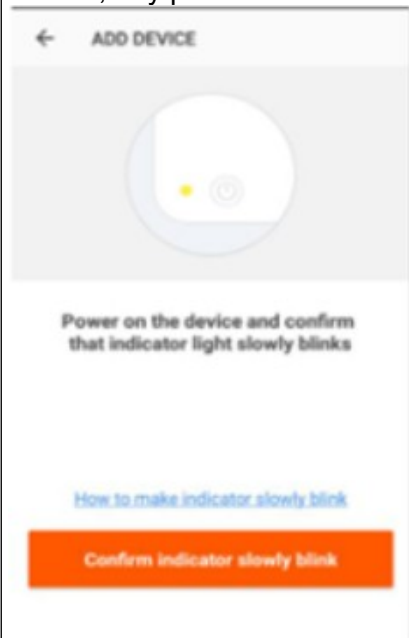 ADD DEVICE
Power on the device and confirm
that indicator light slowly blinks
How to make indicator slowly blink
Confirm indicator slowly blink